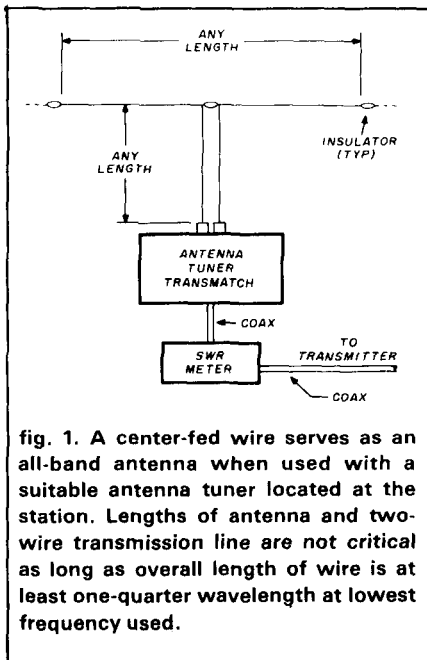 ANY
LENGTH
INSULATOR
(TYP)
ANY
LENGTH
ANTENNA
TUNER
TRANSMATCH
COAX
TO
TRANSMITTER
SWR
METER
COAX
fig. 1. A center-fed wire serves as an
all-band antenna when used with a
suitable antenna tuner located at the
station. Lengths of antenna and two-
wire transmission line are not critical
as long as overall length of wire is at
least one-quarter wavelength at lowest
frequency used.